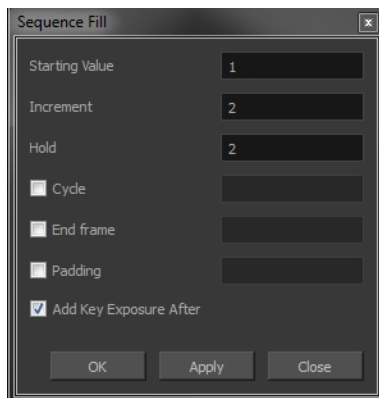 Sequence Fill x
Starting Value 1
Increment 2
Hold 2
Cycle
End frame
Padding
Add Key Exposure After
OK Apply Close